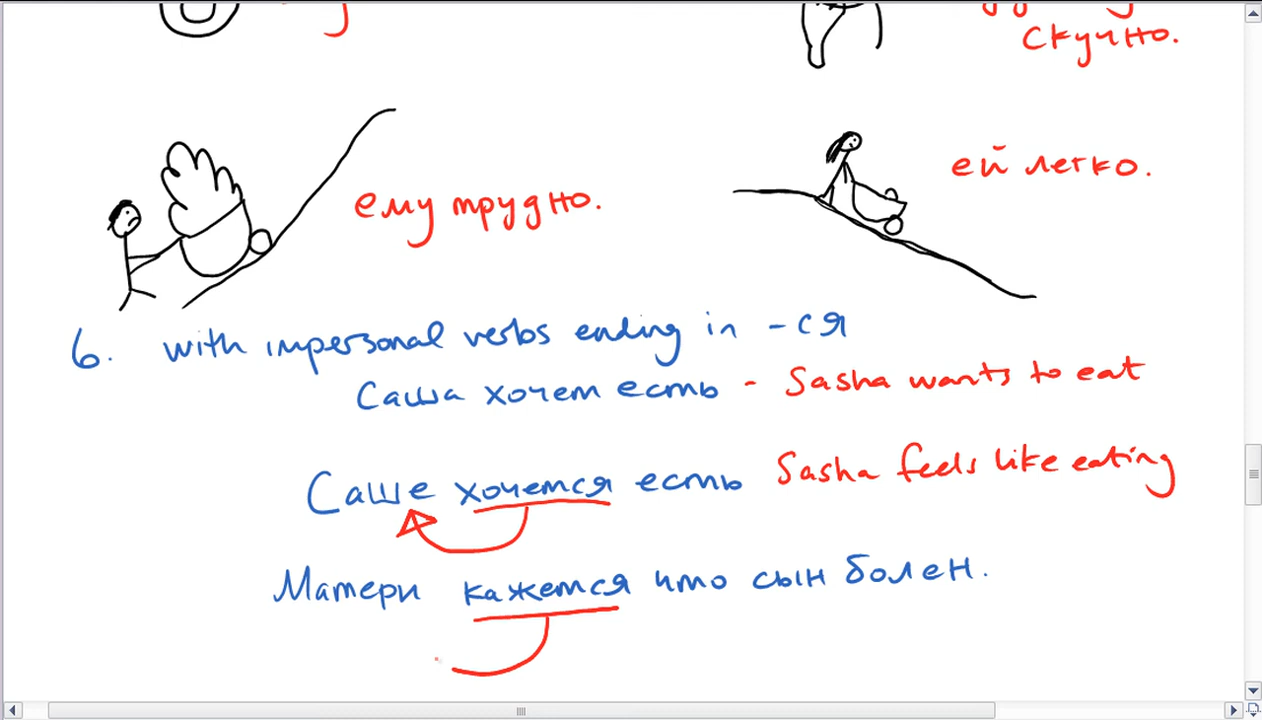 скучно.
ему трудно.
ей легко.
6. with impersonal verbs ending in -ся
Саша хочет есть - Sasha wants to eat
Саше хочется есть Sasha feels like eating
Матери кажется что сын болен.